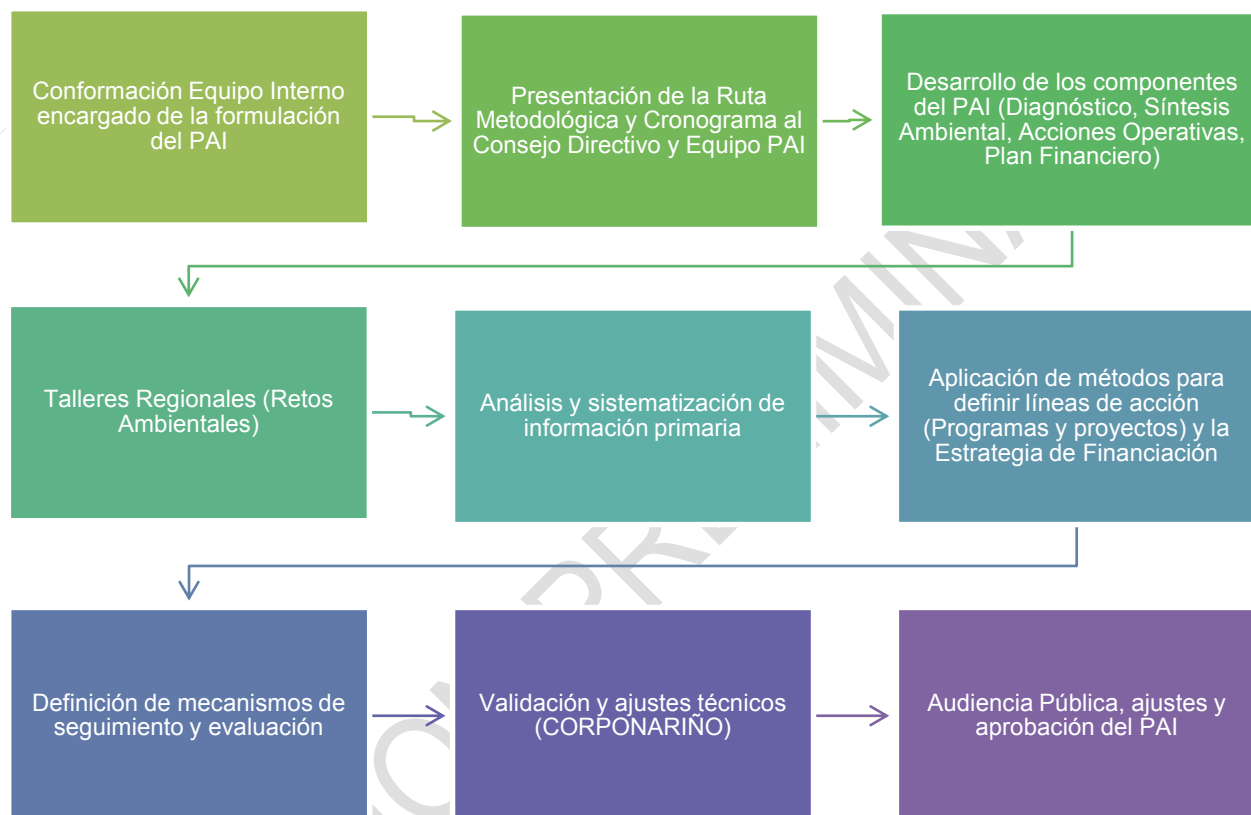 Conformación Equipo Interno
encargado de la formulación
del PAI
Presentación de la Ruta
Metodológica y Cronograma al
Consejo Directivo y Equipo PAI
Desarrollo de los componentes
del PAI (Diagnóstico, Síntesis
Ambiental, Acciones Operativas,
Plan Financiero)
Talleres Regionales (Retos
Ambientales)
Análisis y sistematización de
información primaria
Aplicación de métodos para
definir líneas de acción
(Programas y proyectos) y la
Estrategia de Financiación
Definición de mecanismos de
seguimiento y evaluación
Validación y ajustes técnicos
(CORPONARIÑO)
Audiencia Pública, ajustes y
aprobación del PAI